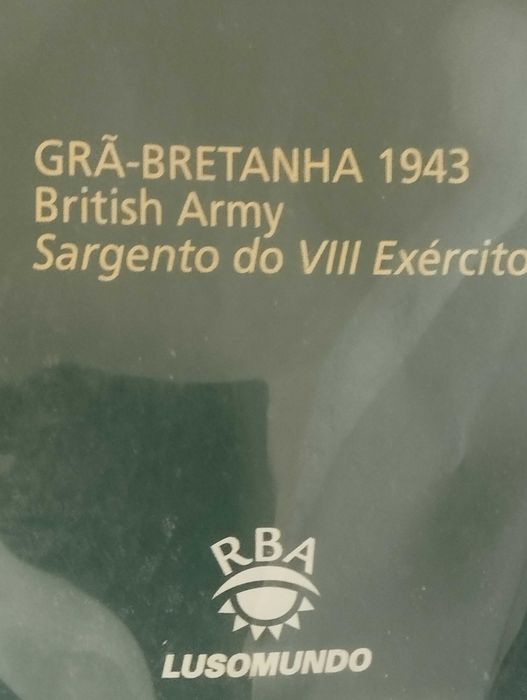 GRÃ-BRETANHA 1943
British Army
Sargento do VIII Exército
RBA
LUSOMUNDO